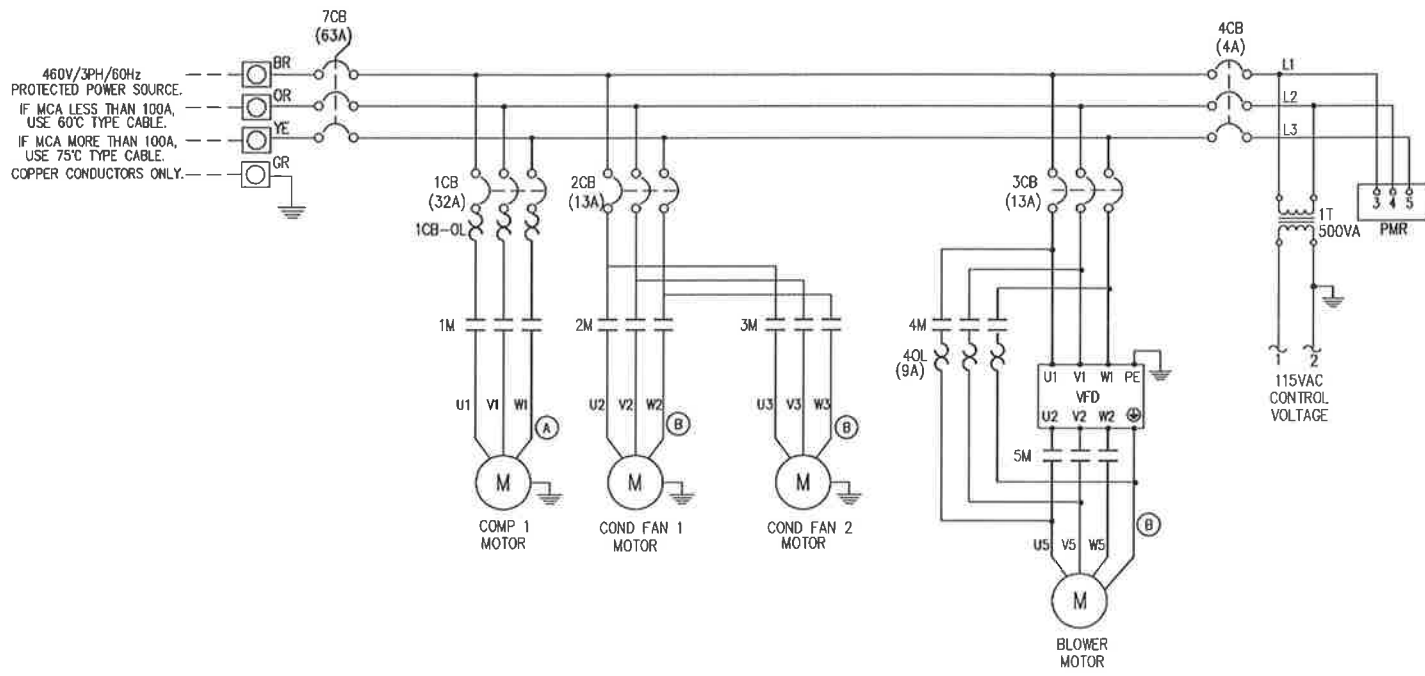 7CB
(63A)
4CB
(4A)
460V/3PH/60Hz
PROTECTED POWER SOURCE.
IF MCA LESS THAN 100A,
USE 60°C TYPE CABLE.
IF MCA MORE THAN 100A,
USE 75°C TYPE CABLE.
COPPER CONDUCTORS ONLY.
BR
OR
YE
GR
L1
L2
L3
1CB
(32A)
1CB-OL
2CB
(13A)
3CB
(13A)
1T
500VA
3 4 5
PMR
1M
2M
3M
4M
4OL
(9A)
U1 V1 W1 PE
VFD
U2 V2 W2
5M
1 2
115VAC
CONTROL
VOLTAGE
U1 V1 W1
A
U2 V2 W2
B
U3 V3 W3
B
M
M
M
COMP 1
MOTOR
COND FAN 1
MOTOR
COND FAN 2
MOTOR
U5 V5 W5
B
M
BLOWER
MOTOR